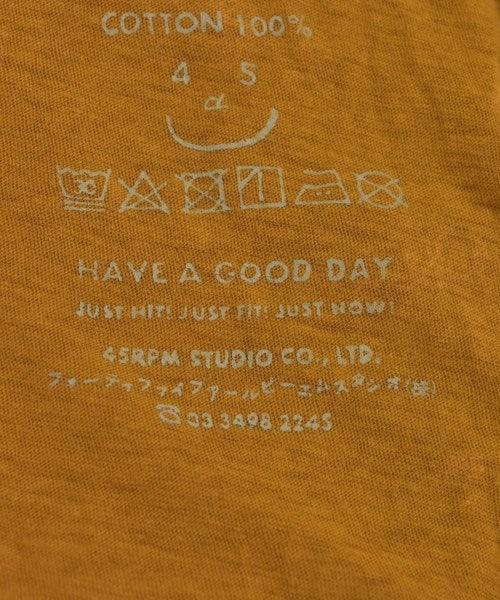 COTTON 100%
4 5
α
HAVE A GOOD DAY
JUST HIT! JUST FIT! JUST NOW!
45RPM STUDIO CO., LTD.
フォーティファイブアールピーエムスタジオ(株)
☎03 3498 2245